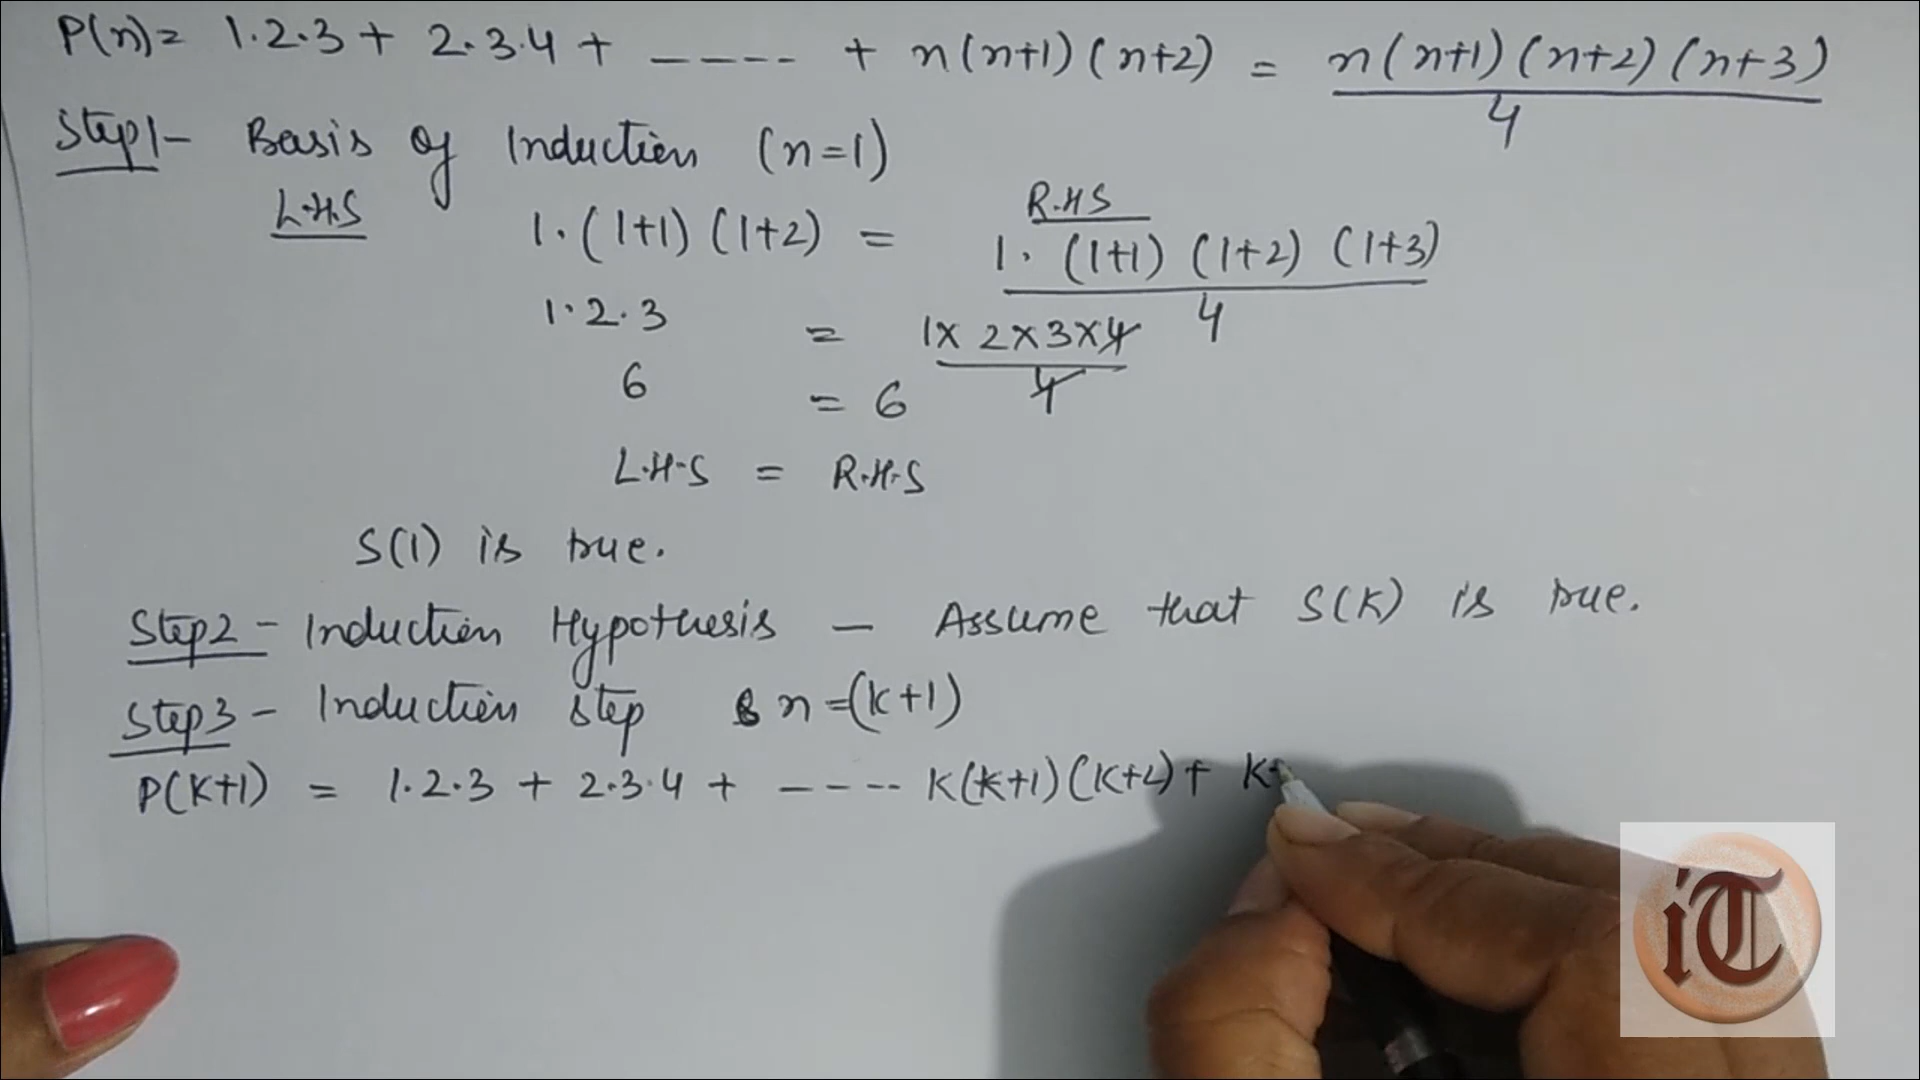 P(n)= 1.2.3 + 2.3.4 + ---- + n(n+1)(n+2) = n(n+1)(n+2)(n+3)
4
Step1- Basis of Induction (n=1)
L.H.S R.H.S
1.(1+1)(1+2) = 1.(1+1)(1+2)(1+3)
4
1.2.3 = 1x2x3x4
4
6 = 6
L.H.S = R.H.S
S(1) is true.
Step2 - Induction Hypothesis - Assume that S(K) is true.
Step3 - Induction step n=(k+1)
P(K+1) = 1.2.3 + 2.3.4 + ---- K(k+1)(K+2)+ K+
iT